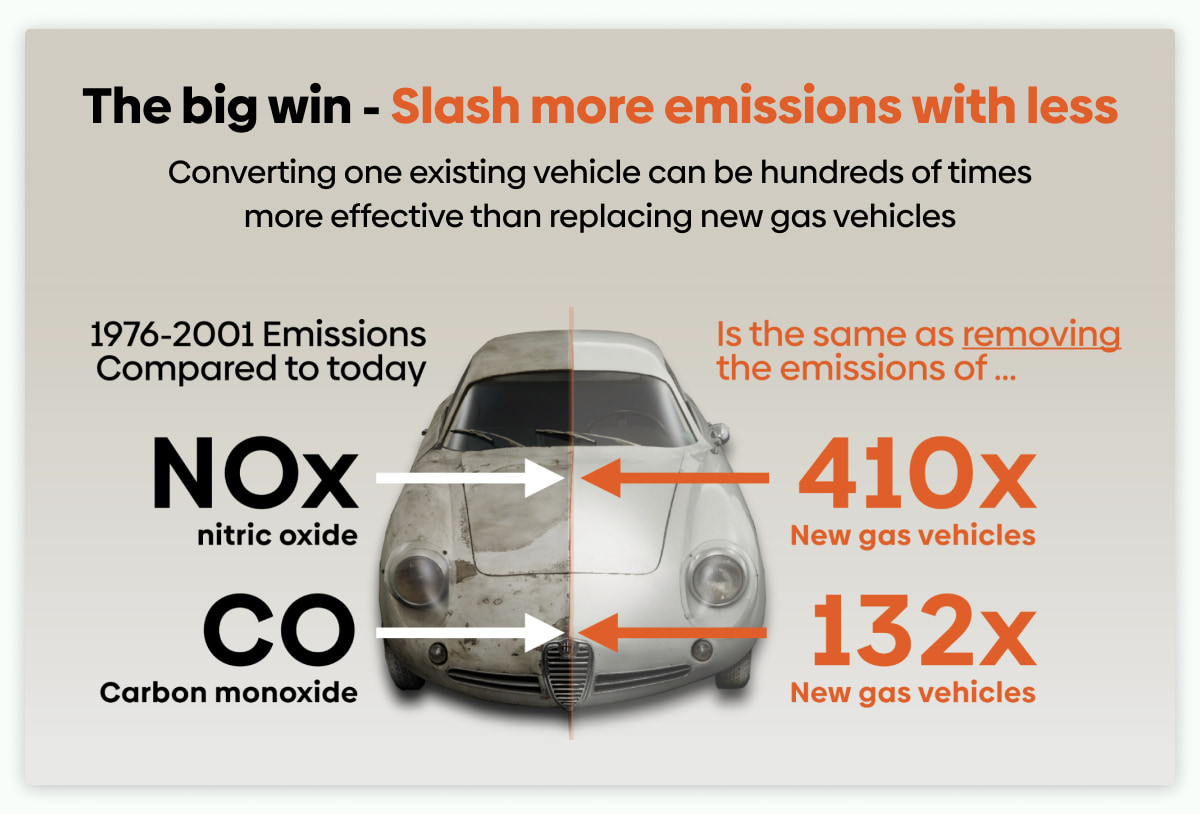 The big win - Slash more emissions with less
Converting one existing vehicle can be hundreds of times
more effective than replacing new gas vehicles
1976-2001 Emissions
Compared to today
Is the same as removing
the emissions of ...
NOx
nitric oxide
410x
New gas vehicles
CO
Carbon monoxide
132x
New gas vehicles